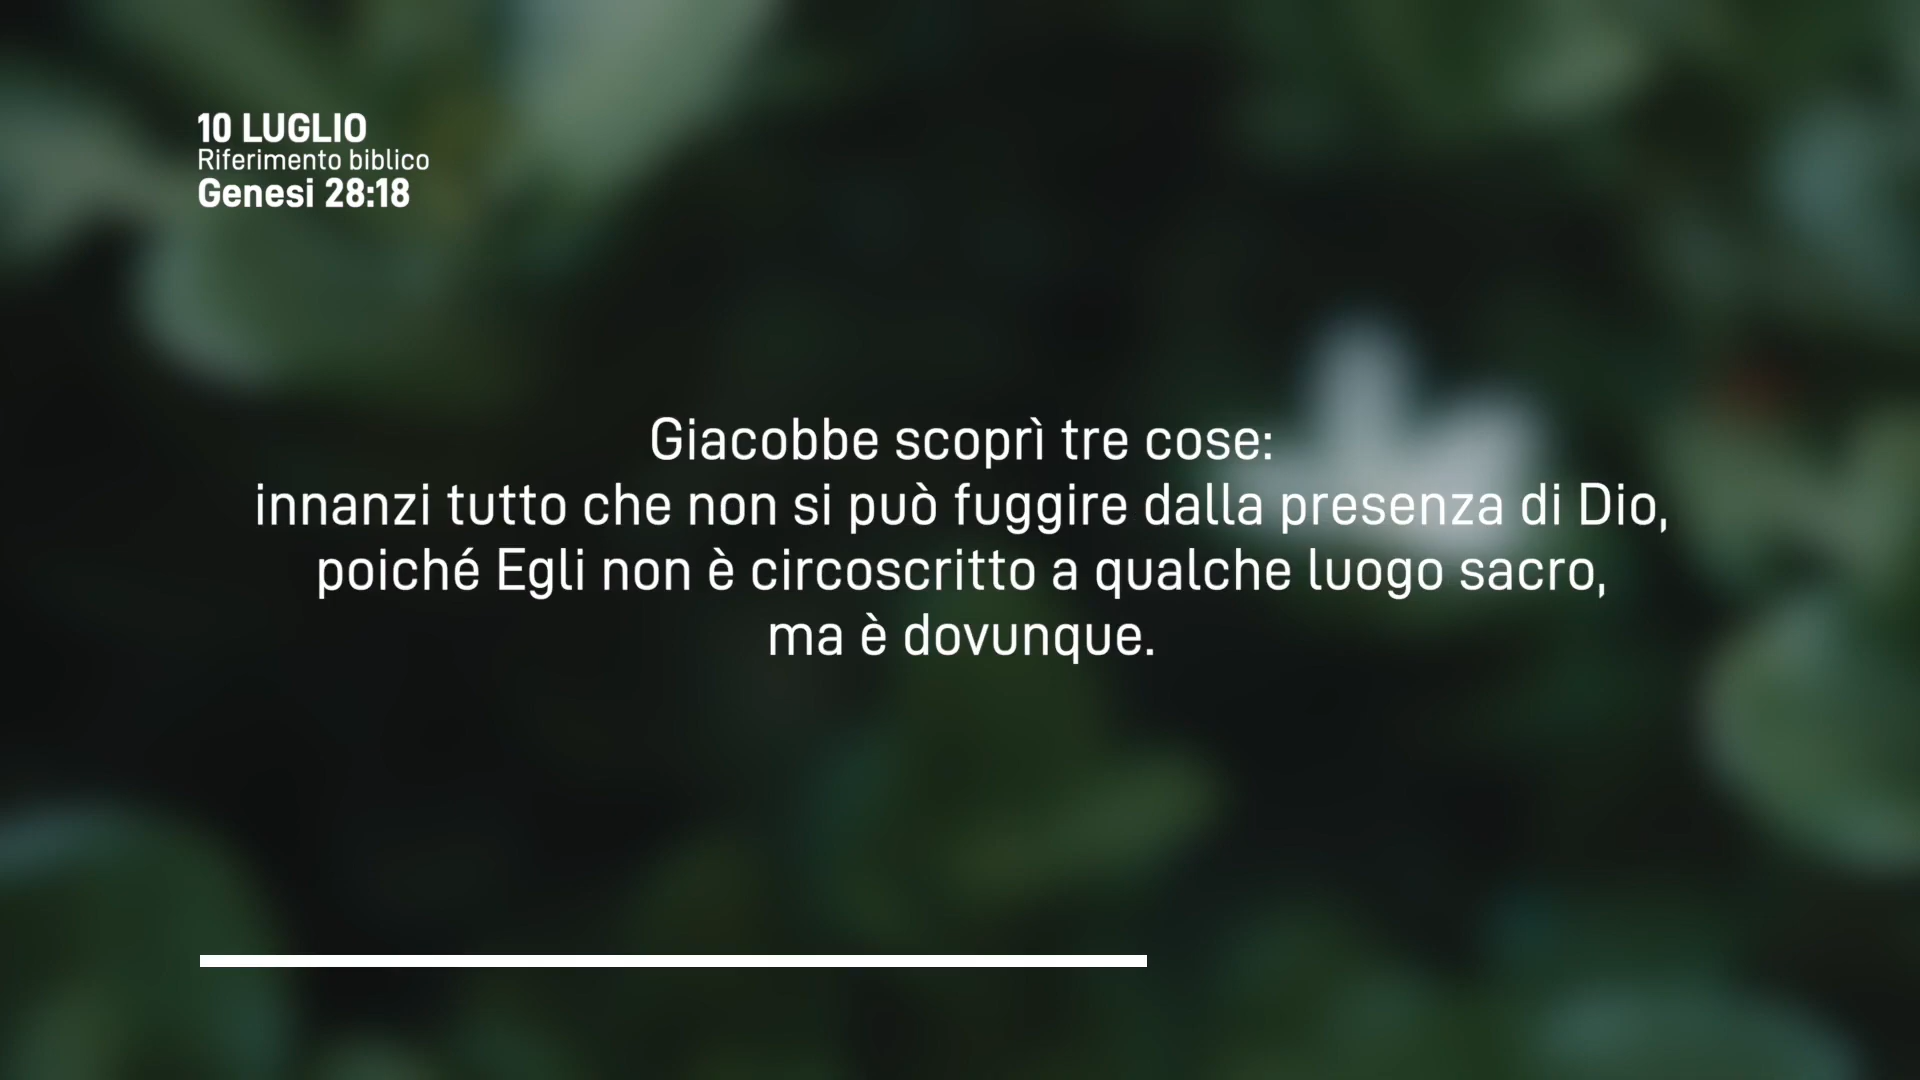 10 LUGLIO
Riferimento biblico
Genesi 28:18
Giacobbe scoprì tre cose:
innanzi tutto che non si può fuggire dalla presenza di Dio,
poiché Egli non è circoscritto a qualche luogo sacro,
ma è dovunque.